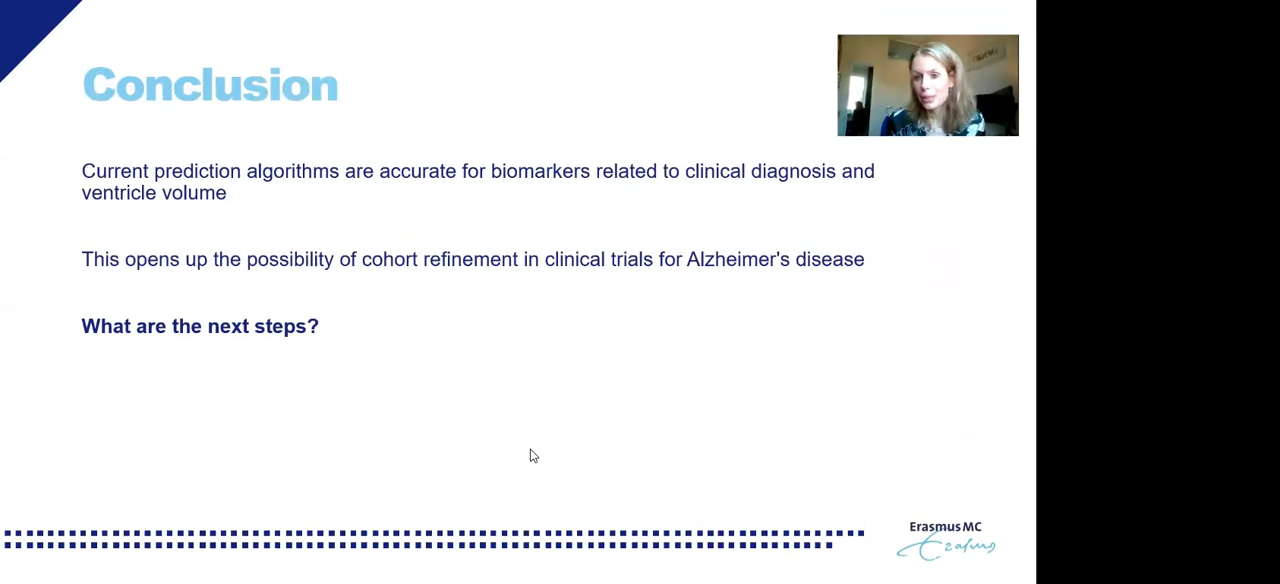 Conclusion
Current prediction algorithms are accurate for biomarkers related to clinical diagnosis and
ventricle volume
This opens up the possibility of cohort refinement in clinical trials for Alzheimer's disease
What are the next steps?
Erasmus MC
Erasmus